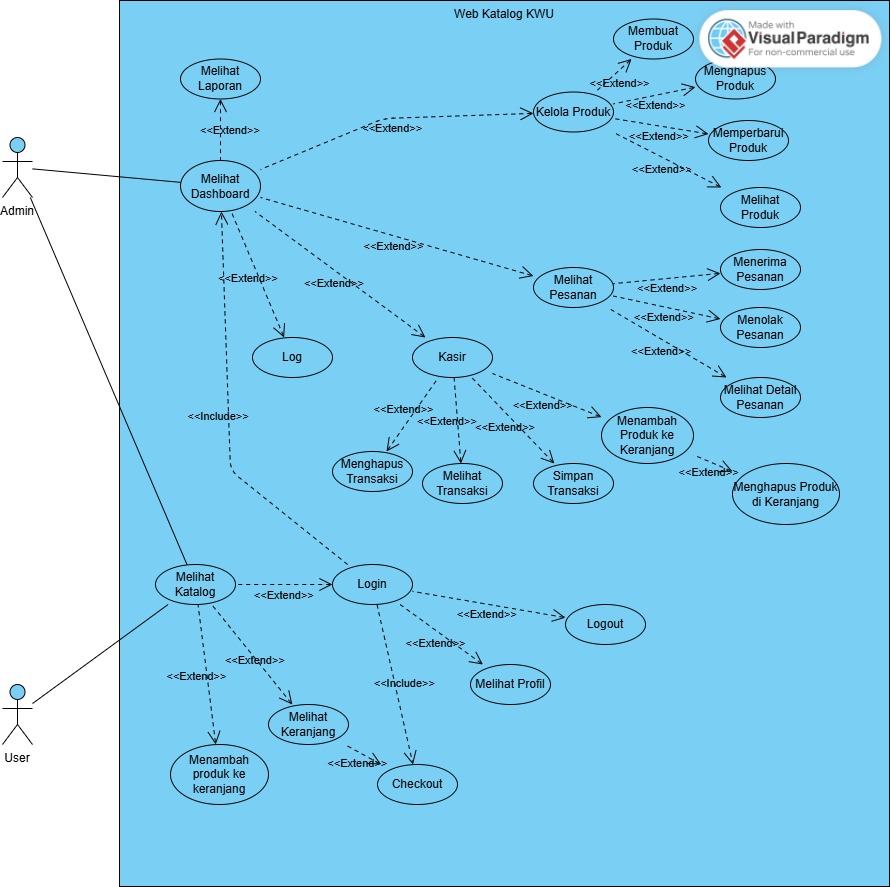 Web Katalog KWU
Made with
VisualParadigm
For non-commercial use
Membuat
Produk
Melihat
Laporan
Menghapus
Produk
<<Extend>>
<<Extend>>
Kelola Produk
<<Extend>>
<<Extend>>
<<Extend>>
Memperbarui
Produk
<<Extend>>
Admin
Melihat
Dashboard
Melihat
Produk
<<Extend>>
Menerima
Pesanan
<<Extend>>
<<Extend>>
Melihat
Pesanan
<<Extend>>
<<Extend>>
Menolak
Pesanan
Log
Kasir
<<Extend>>
Melihat Detail
Pesanan
<<Include>>
<<Extend>>
<<Extend>>
<<Extend>>
<<Extend>>
Menambah
Produk ke
Keranjang
Menghapus
Transaksi
Melihat
Transaksi
Simpan
Transaksi
<<Extend>>
Menghapus Produk
di Keranjang
Melihat
Katalog
<<Extend>>
Login
<<Extend>>
Logout
<<Extend>>
<<Extend>>
<<Extend>>
<<Include>>
Melihat Profil
User
Melihat
Keranjang
Menambah
produk ke
keranjang
<<Extend>>
Checkout